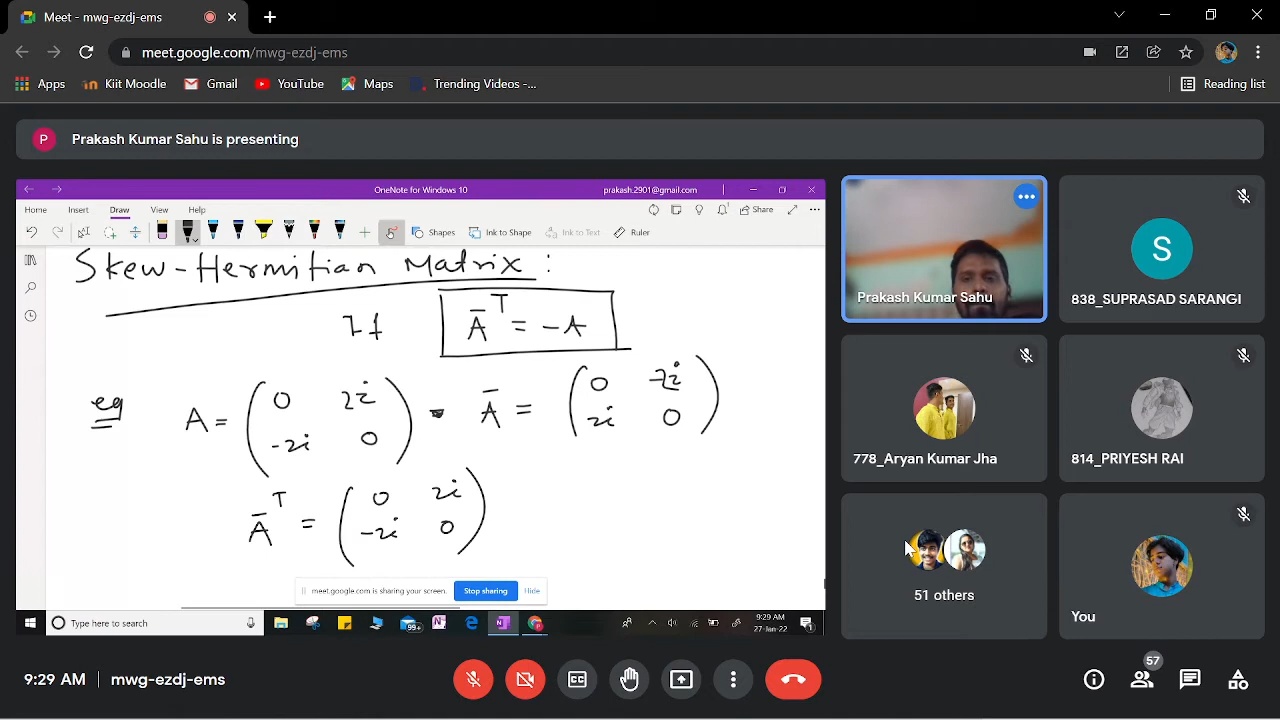 Meet - mwg-ezdj-ems
meet.google.com/mwg-ezdj-ems
Apps Kiit Moodle Gmail YouTube Maps Trending Videos -... Reading list
P Prakash Kumar Sahu is presenting
OneNote for Windows 10 prakash.2901@gmail.com
Home Insert Draw View Help Share
Shapes Ink to Shape Ink to Text Ruler
Skew-Hermitian Matrix :
If Ā^T = -A
eg A = (0 2i; -2i 0) Ā = (0 -2i; 2i 0)
Ā^T = (0 2i; -2i 0)
meet.google.com is sharing your screen. Stop sharing Hide
Type here to search 99+ 9:29 AM
27-Jan-22 1
Prakash Kumar Sahu
S
838_SUPRASAD SARANGI
778_Aryan Kumar Jha
814_PRIYESH RAI
51 others
You
9:29 AM mwg-ezdj-ems CC 57